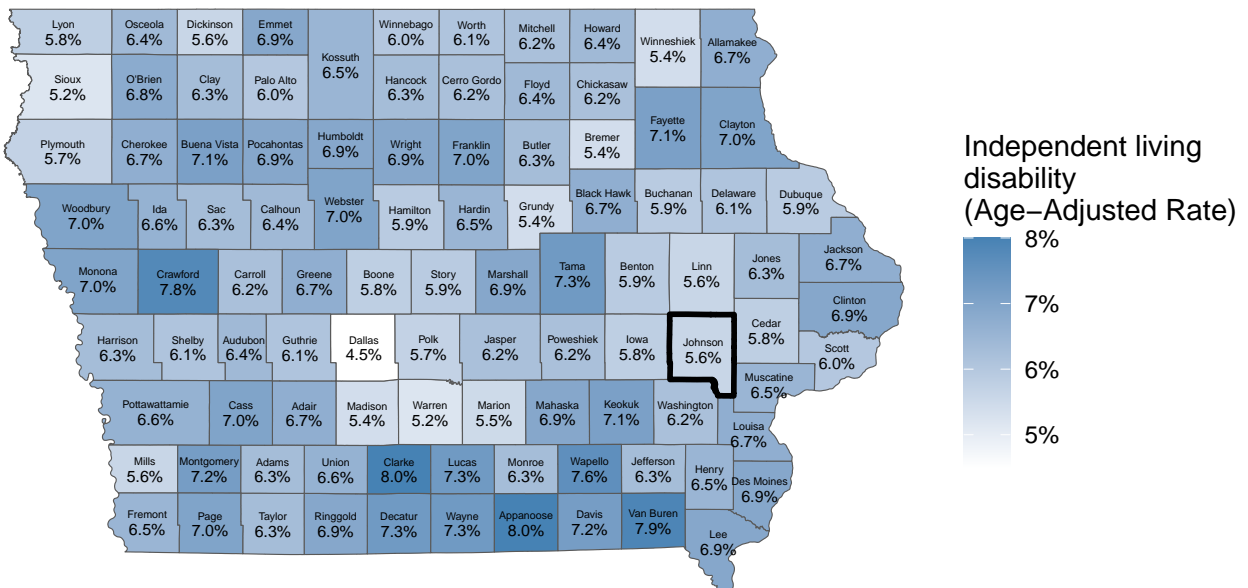 Lyon
5.8%
Osceola
6.4%
Dickinson
5.6%
Emmet
6.9%
Kossuth
6.5%
Winnebago
6.0%
Worth
6.1%
Mitchell
6.2%
Howard
6.4%
Winneshiek
5.4%
Allamakee
6.7%
Sioux
5.2%
O'Brien
6.8%
Clay
6.3%
Palo Alto
6.0%
Hancock
6.3%
Cerro Gordo
6.2%
Floyd
6.4%
Chickasaw
6.2%
Fayette
7.1%
Clayton
7.0%
Plymouth
5.7%
Cherokee
6.7%
Buena Vista
7.1%
Pocahontas
6.9%
Humboldt
6.9%
Wright
6.9%
Franklin
7.0%
Butler
6.3%
Bremer
5.4%
Woodbury
7.0%
Ida
6.6%
Sac
6.3%
Calhoun
6.4%
Webster
7.0%
Hamilton
5.9%
Hardin
6.5%
Grundy
5.4%
Black Hawk
6.7%
Buchanan
5.9%
Delaware
6.1%
Dubuque
5.9%
Monona
7.0%
Crawford
7.8%
Carroll
6.2%
Greene
6.7%
Boone
5.8%
Story
5.9%
Marshall
6.9%
Tama
7.3%
Benton
5.9%
Linn
5.6%
Jones
6.3%
Jackson
6.7%
Clinton
6.9%
Harrison
6.3%
Shelby
6.1%
Audubon
6.4%
Guthrie
6.1%
Dallas
4.5%
Polk
5.7%
Jasper
6.2%
Poweshiek
6.2%
Iowa
5.8%
Johnson
5.6%
Cedar
5.8%
Scott
6.0%
Muscatine
6.5%
Pottawattamie
6.6%
Cass
7.0%
Adair
6.7%
Madison
5.4%
Warren
5.2%
Marion
5.5%
Mahaska
6.9%
Keokuk
7.1%
Washington
6.2%
Louisa
6.7%
Mills
5.6%
Montgomery
7.2%
Adams
6.3%
Union
6.6%
Clarke
8.0%
Lucas
7.3%
Monroe
6.3%
Wapello
7.6%
Jefferson
6.3%
Henry
6.5%
Des Moines
6.9%
Fremont
6.5%
Page
7.0%
Taylor
6.3%
Ringgold
6.9%
Decatur
7.3%
Wayne
7.3%
Appanoose
8.0%
Davis
7.2%
Van Buren
7.9%
Lee
6.9%
Independent living
disability
(Age−Adjusted Rate)
8%
7%
6%
5%